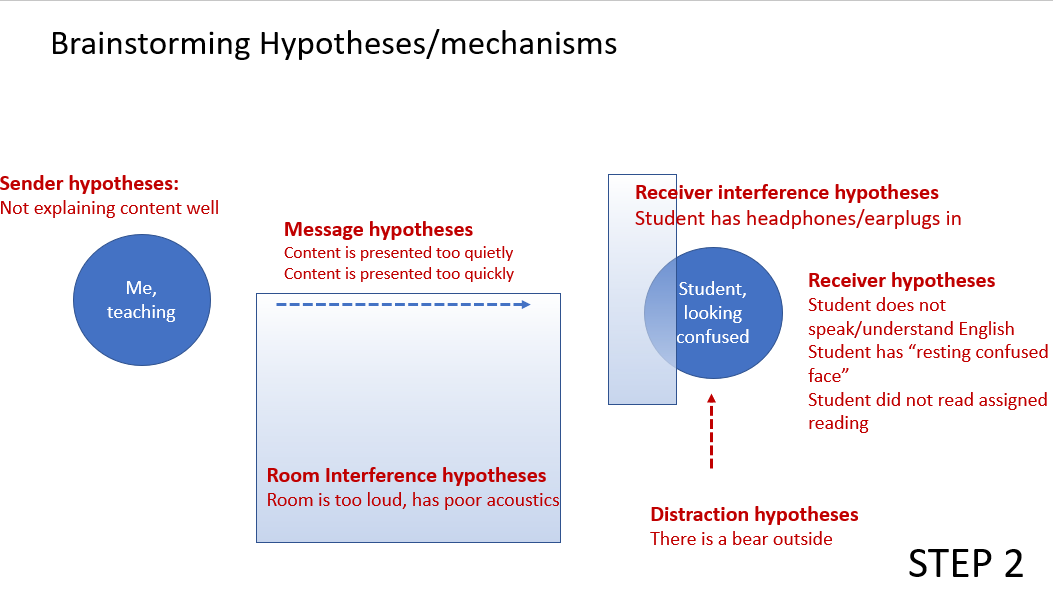 Brainstorming Hypotheses/mechanisms
Sender hypotheses:
Not explaining content well
Me,
teaching
Message hypotheses
Content is presented too quietly
Content is presented too quickly
Room Interference hypotheses
Room is too loud, has poor acoustics
Receiver interference hypotheses
Student has headphones/earplugs in
Student,
looking
confused
Receiver hypotheses
Student does not
speak/understand English
Student has “resting confused
face”
Student did not read assigned
reading
Distraction hypotheses
There is a bear outside
STEP 2